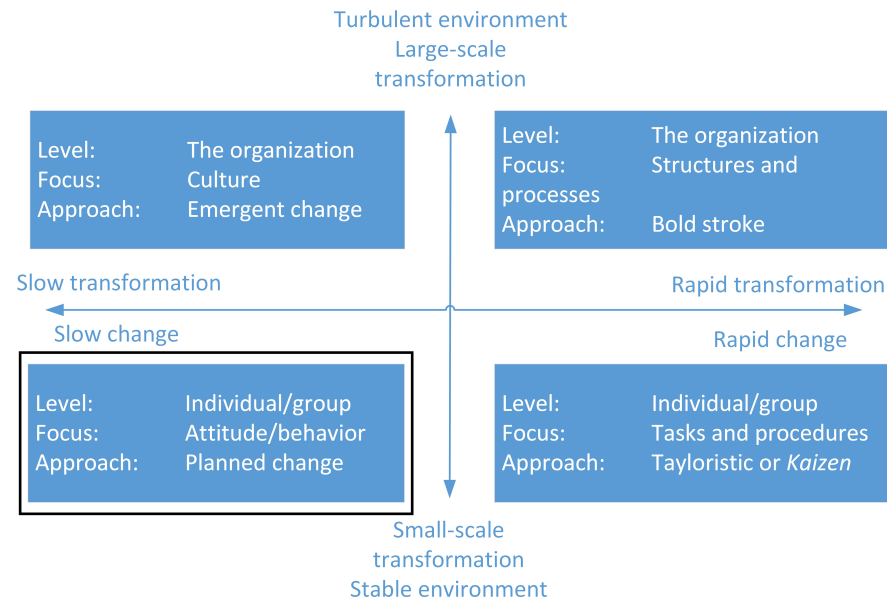 Turbulent environment
Large-scale
transformation
Level: The organization
Focus: Culture
Approach: Emergent change
Level: The organization
Focus: Structures and
processes
Approach: Bold stroke
Slow transformation
Rapid transformation
Slow change
Rapid change
Level: Individual/group
Focus: Attitude/behavior
Approach: Planned change
Level: Individual/group
Focus: Tasks and procedures
Approach: Tayloristic or Kaizen
Small-scale
transformation
Stable environment